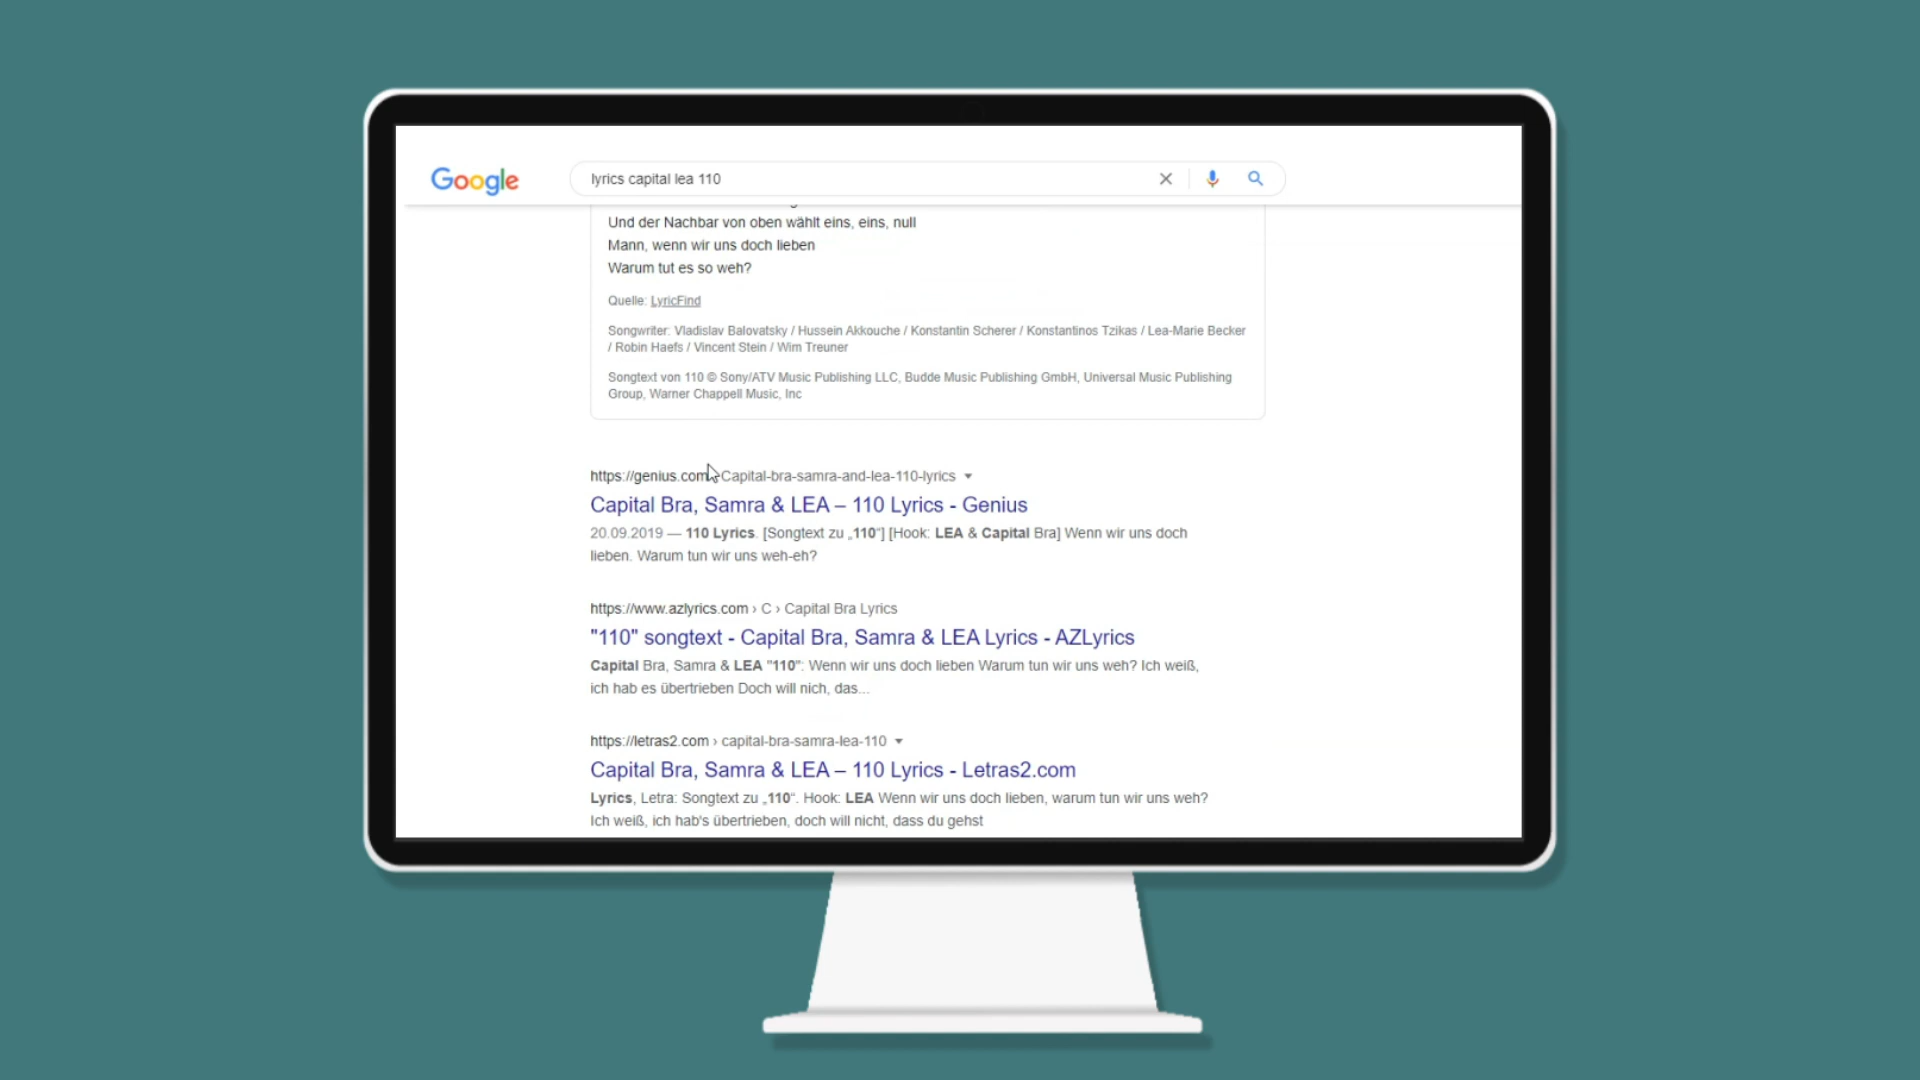 Google
lyrics capital lea 110
Und der Nachbar von oben wählt eins, eins, null
Mann, wenn wir uns doch lieben
Warum tut es so weh?
Quelle: LyricFind
Songwriter: Vladislav Balovatsky / Hussein Akkouche / Konstantin Scherer / Konstantinos Tzikas / Lea-Marie Becker
/ Robin Haefs / Vincent Stein / Wim Treuner
Songtext von 110 © Sony/ATV Music Publishing LLC, Budde Music Publishing GmbH, Universal Music Publishing
Group, Warner Chappell Music, Inc
https://genius.com › Capital-bra-samra-and-lea-110-lyrics
Capital Bra, Samra & LEA – 110 Lyrics - Genius
20.09.2019 — 110 Lyrics. [Songtext zu „110“] [Hook: LEA & Capital Bra] Wenn wir uns doch
lieben. Warum tun wir uns weh-eh?
https://www.azlyrics.com › C › Capital Bra Lyrics
"110" songtext - Capital Bra, Samra & LEA Lyrics - AZLyrics
Capital Bra, Samra & LEA "110": Wenn wir uns doch lieben Warum tun wir uns weh? Ich weiß,
ich hab es übertrieben Doch will nich, das...
https://letras2.com › capital-bra-samra-lea-110
Capital Bra, Samra & LEA – 110 Lyrics - Letras2.com
Lyrics, Letra: Songtext zu „110“. Hook: LEA Wenn wir uns doch lieben, warum tun wir uns weh?
Ich weiß, ich hab's übertrieben, doch will nicht, dass du gehst